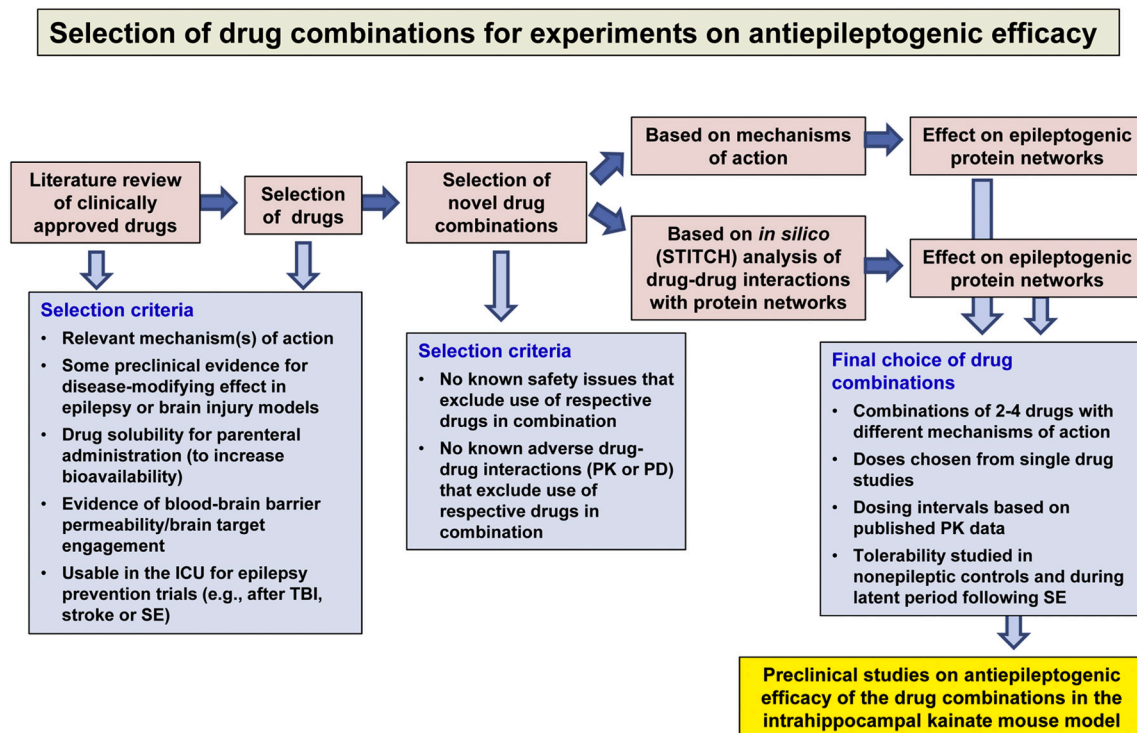 Selection of drug combinations for experiments on antiepileptogenic efficacy
Literature review
of clinically
approved drugs
Selection
of drugs
Selection of
novel drug
combinations
Based on mechanisms
of action
Effect on epileptogenic
protein networks
Based on in silico
(STITCH) analysis of
drug-drug interactions
with protein networks
Effect on epileptogenic
protein networks
Selection criteria
• Relevant mechanism(s) of action
• Some preclinical evidence for
disease-modifying effect in
epilepsy or brain injury models
• Drug solubility for parenteral
administration (to increase
bioavailability)
• Evidence of blood-brain barrier
permeability/brain target
engagement
• Usable in the ICU for epilepsy
prevention trials (e.g., after TBI,
stroke or SE)
Selection criteria
• No known safety issues that
exclude use of respective
drugs in combination
• No known adverse drug-
drug interactions (PK or PD)
that exclude use of
respective drugs in
combination
Final choice of drug
combinations
• Combinations of 2-4 drugs with
different mechanisms of action
• Doses chosen from single drug
studies
• Dosing intervals based on
published PK data
• Tolerability studied in
nonepileptic controls and during
latent period following SE
Preclinical studies on antiepileptogenic
efficacy of the drug combinations in the
intrahippocampal kainate mouse model